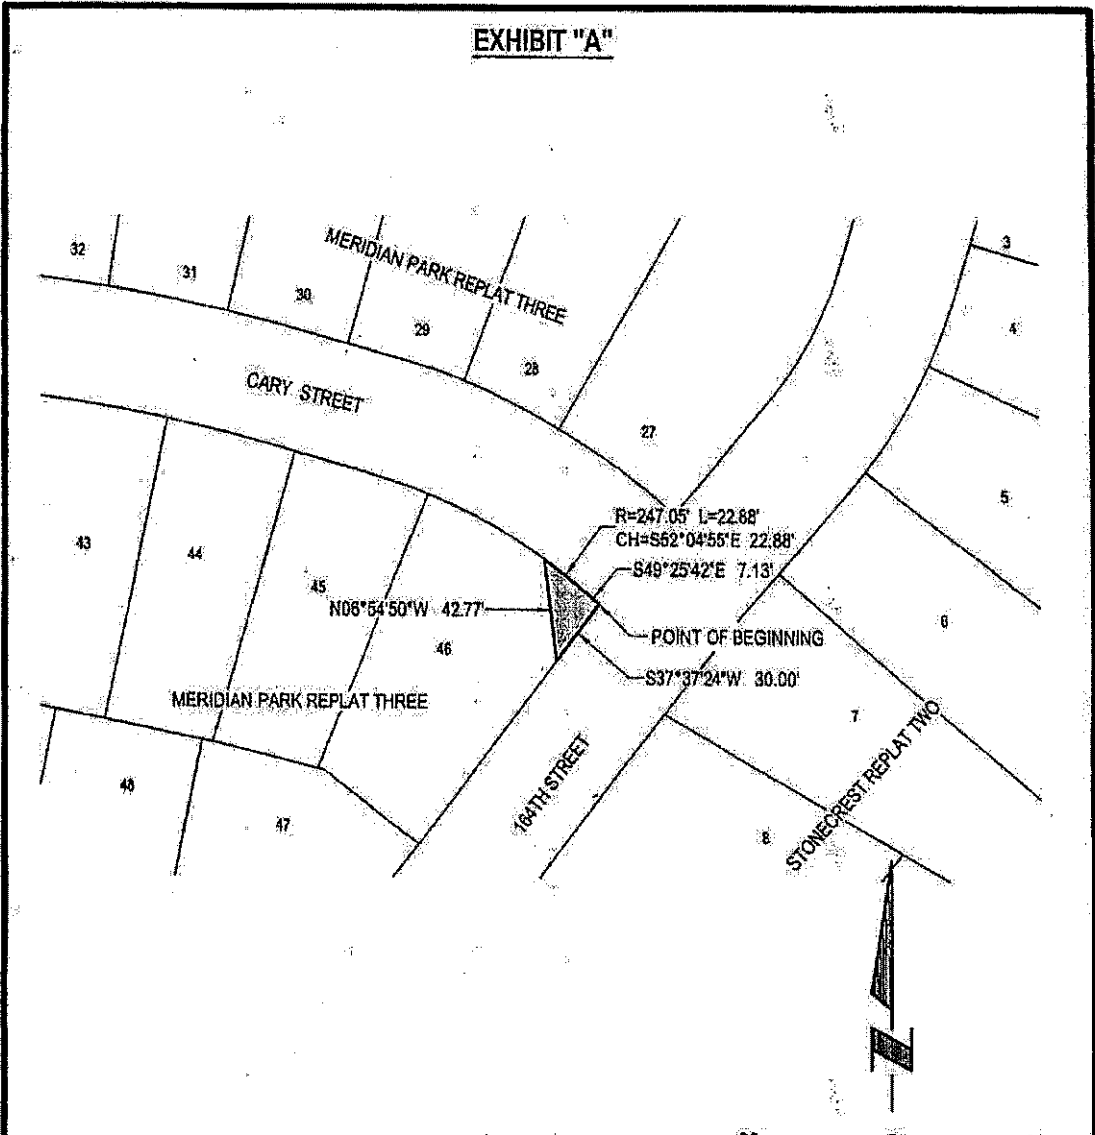 EXHIBIT "A"
3
32
MERIDIAN PARK REPLAT THREE
31
30
4
29
28
CARY STREET
27
5
R=247.05' L=22.88'
CH=S52°04'55"E 22.88'
43
44
S49°25'42"E 7.13'
45
N06°54'50"W 42.77'
6
POINT OF BEGINNING
46
S37°37'24"W 30.00'
MERIDIAN PARK REPLAT THREE
7
STONECREST REPLAT TWO
164TH STREET
48
47
8
Z